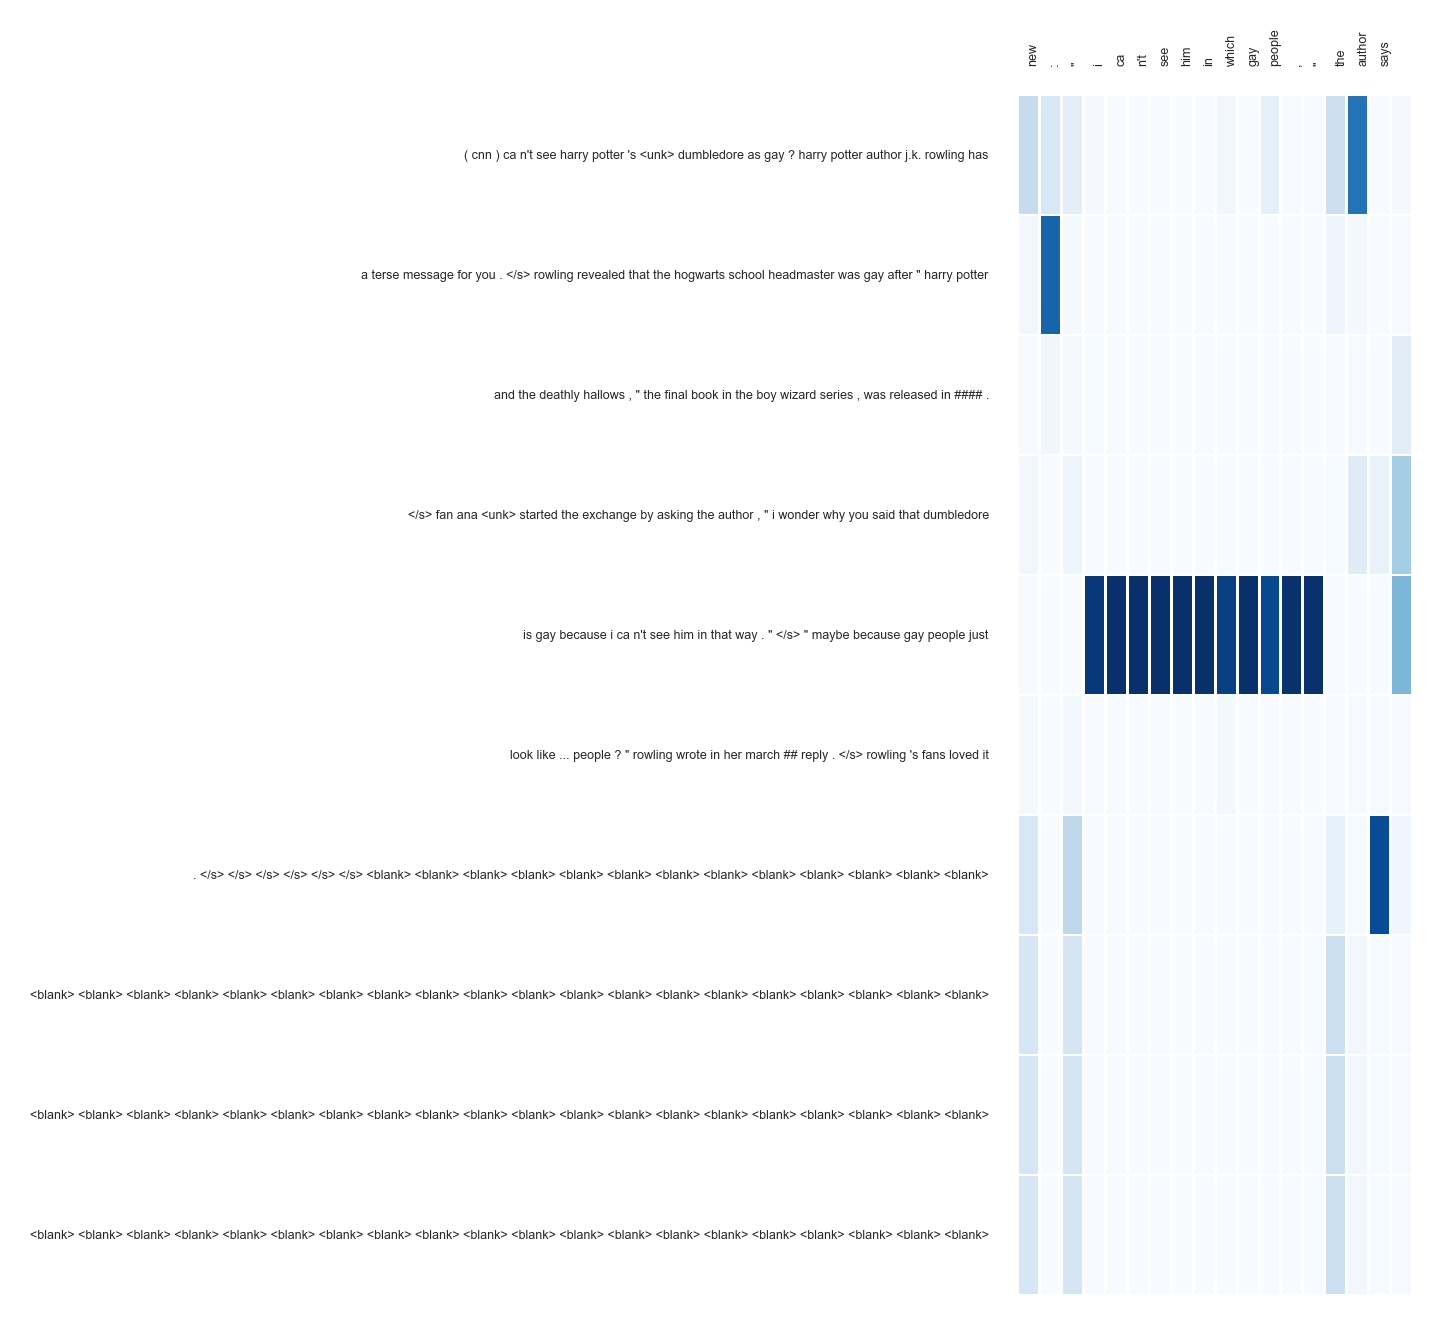 new : " i ca n't see him in which gay people , " the author says
( cnn ) ca n't see harry potter 's <unk> dumbledore as gay ? harry potter author j.k. rowling has
a terse message for you . </s> rowling revealed that the hogwarts school headmaster was gay after " harry potter
and the deathly hallows , " the final book in the boy wizard series , was released in #### .
</s> fan ana <unk> started the exchange by asking the author , " i wonder why you said that dumbledore
is gay because i ca n't see him in that way . " </s> " maybe because gay people just
look like ... people ? " rowling wrote in her march ## reply . </s> rowling 's fans loved it
. </s> </s> </s> </s> </s> </s> <blank> <blank> <blank> <blank> <blank> <blank> <blank> <blank> <blank> <blank> <blank> <blank> <blank>
<blank> <blank> <blank> <blank> <blank> <blank> <blank> <blank> <blank> <blank> <blank> <blank> <blank> <blank> <blank> <blank> <blank> <blank> <blank> <blank>
<blank> <blank> <blank> <blank> <blank> <blank> <blank> <blank> <blank> <blank> <blank> <blank> <blank> <blank> <blank> <blank> <blank> <blank> <blank> <blank>
<blank> <blank> <blank> <blank> <blank> <blank> <blank> <blank> <blank> <blank> <blank> <blank> <blank> <blank> <blank> <blank> <blank> <blank> <blank> <blank>